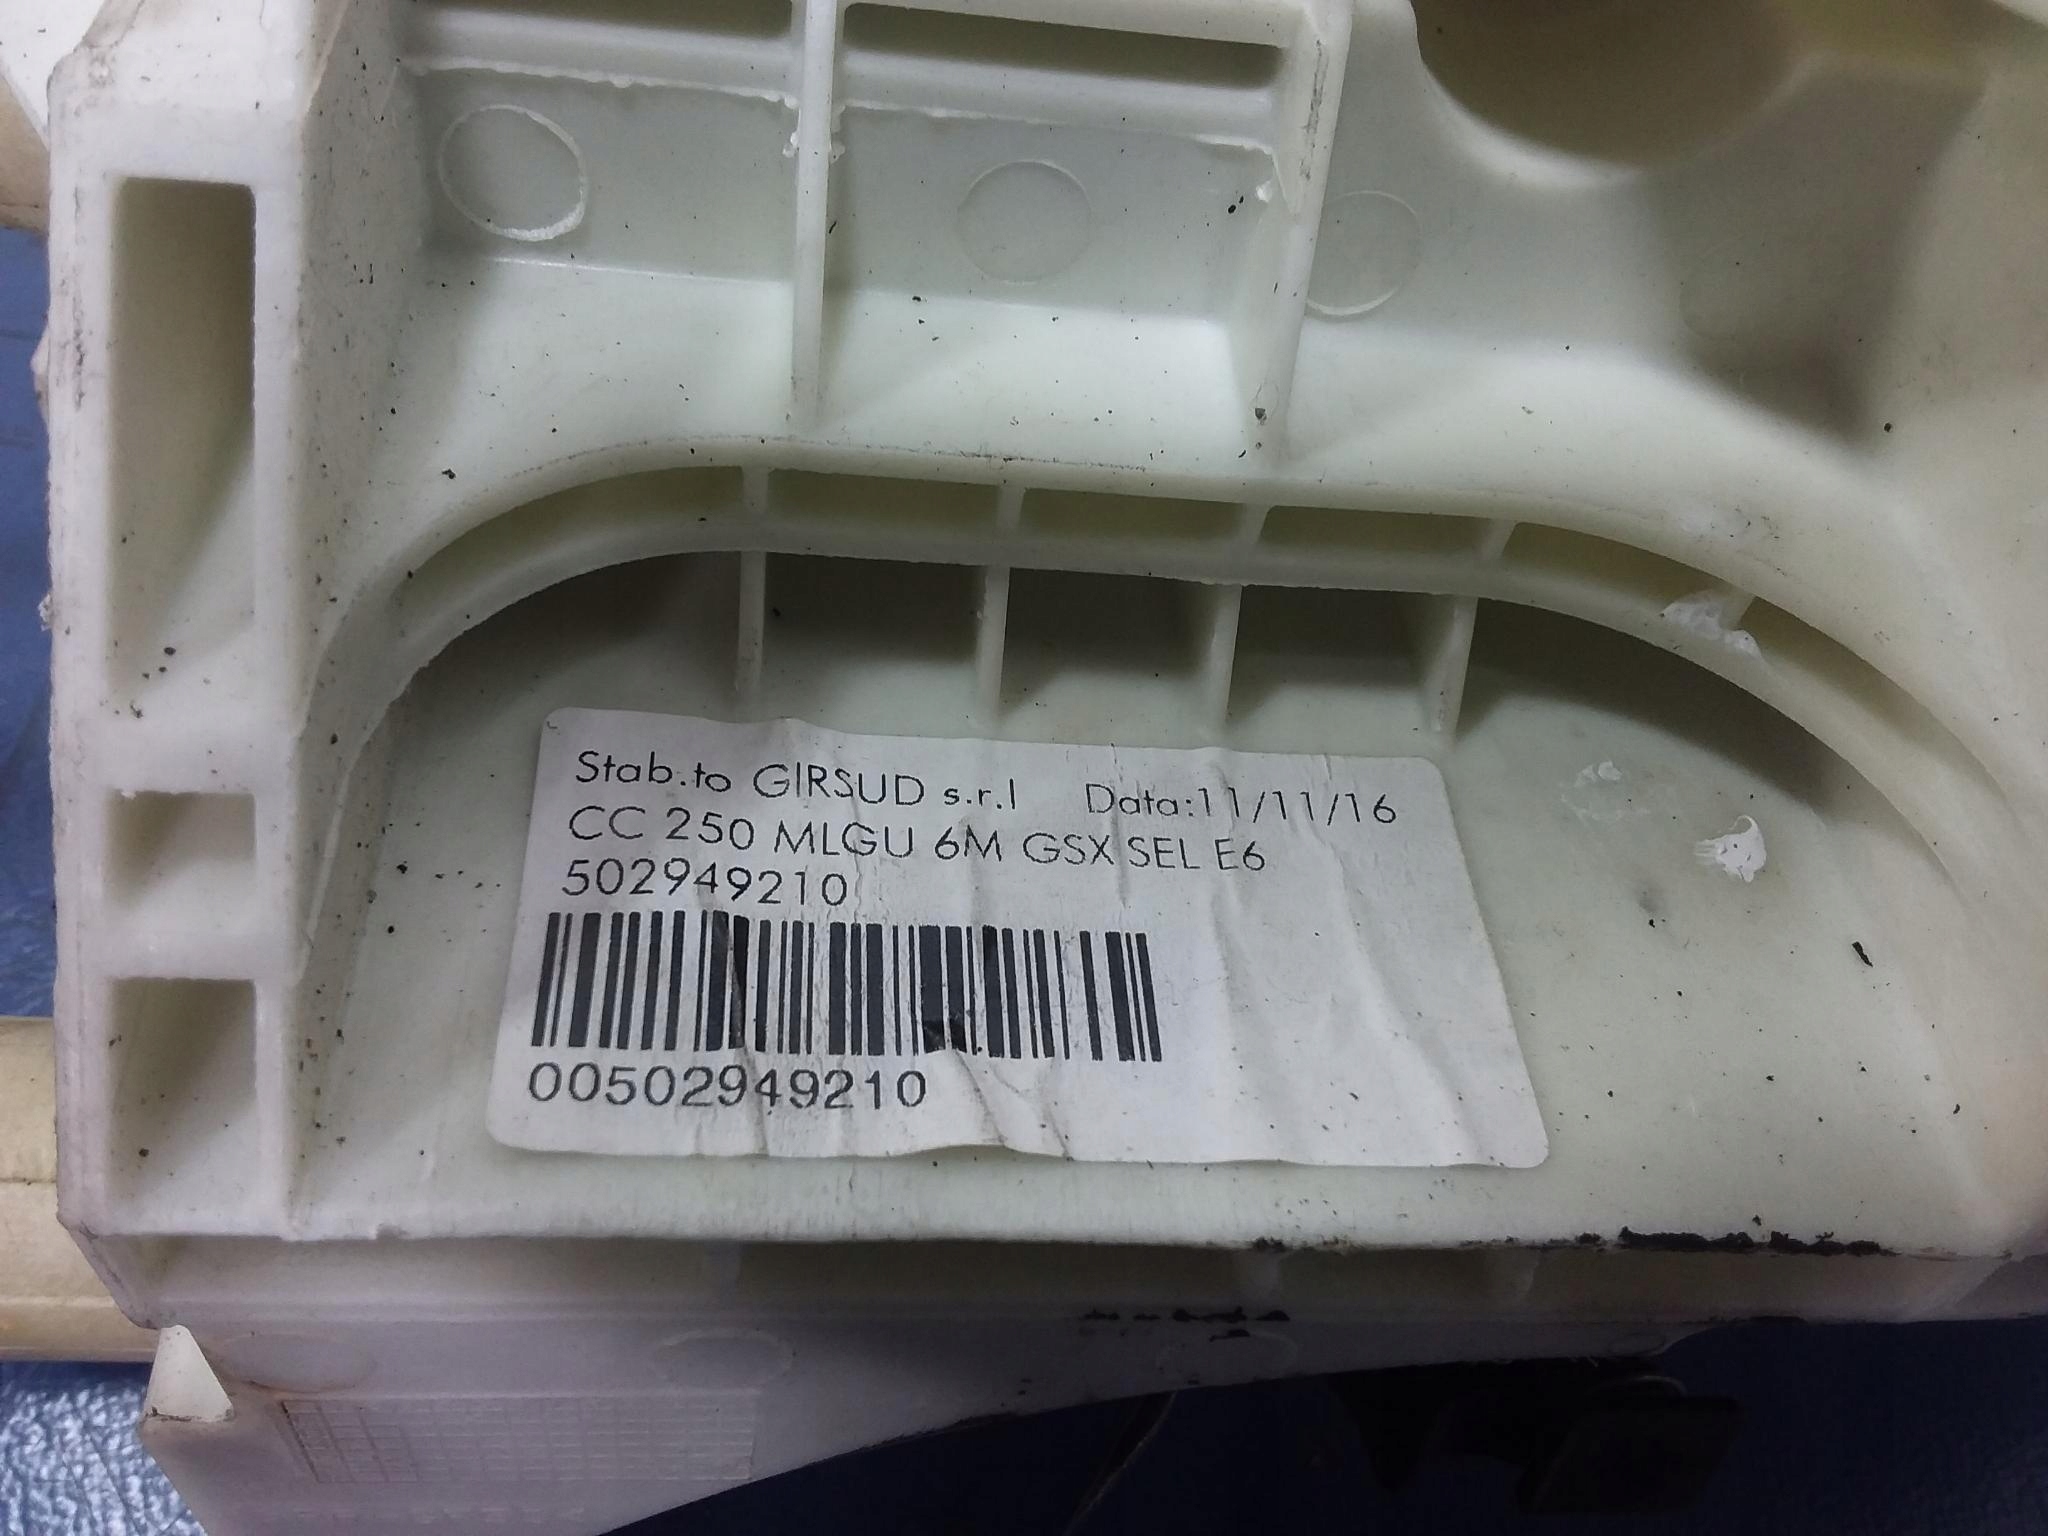 Stab.to GIRSUD s.r.l Data:11/11/16
CC 250 MLGU 6M GSX SEL E6
502949210
00502949210